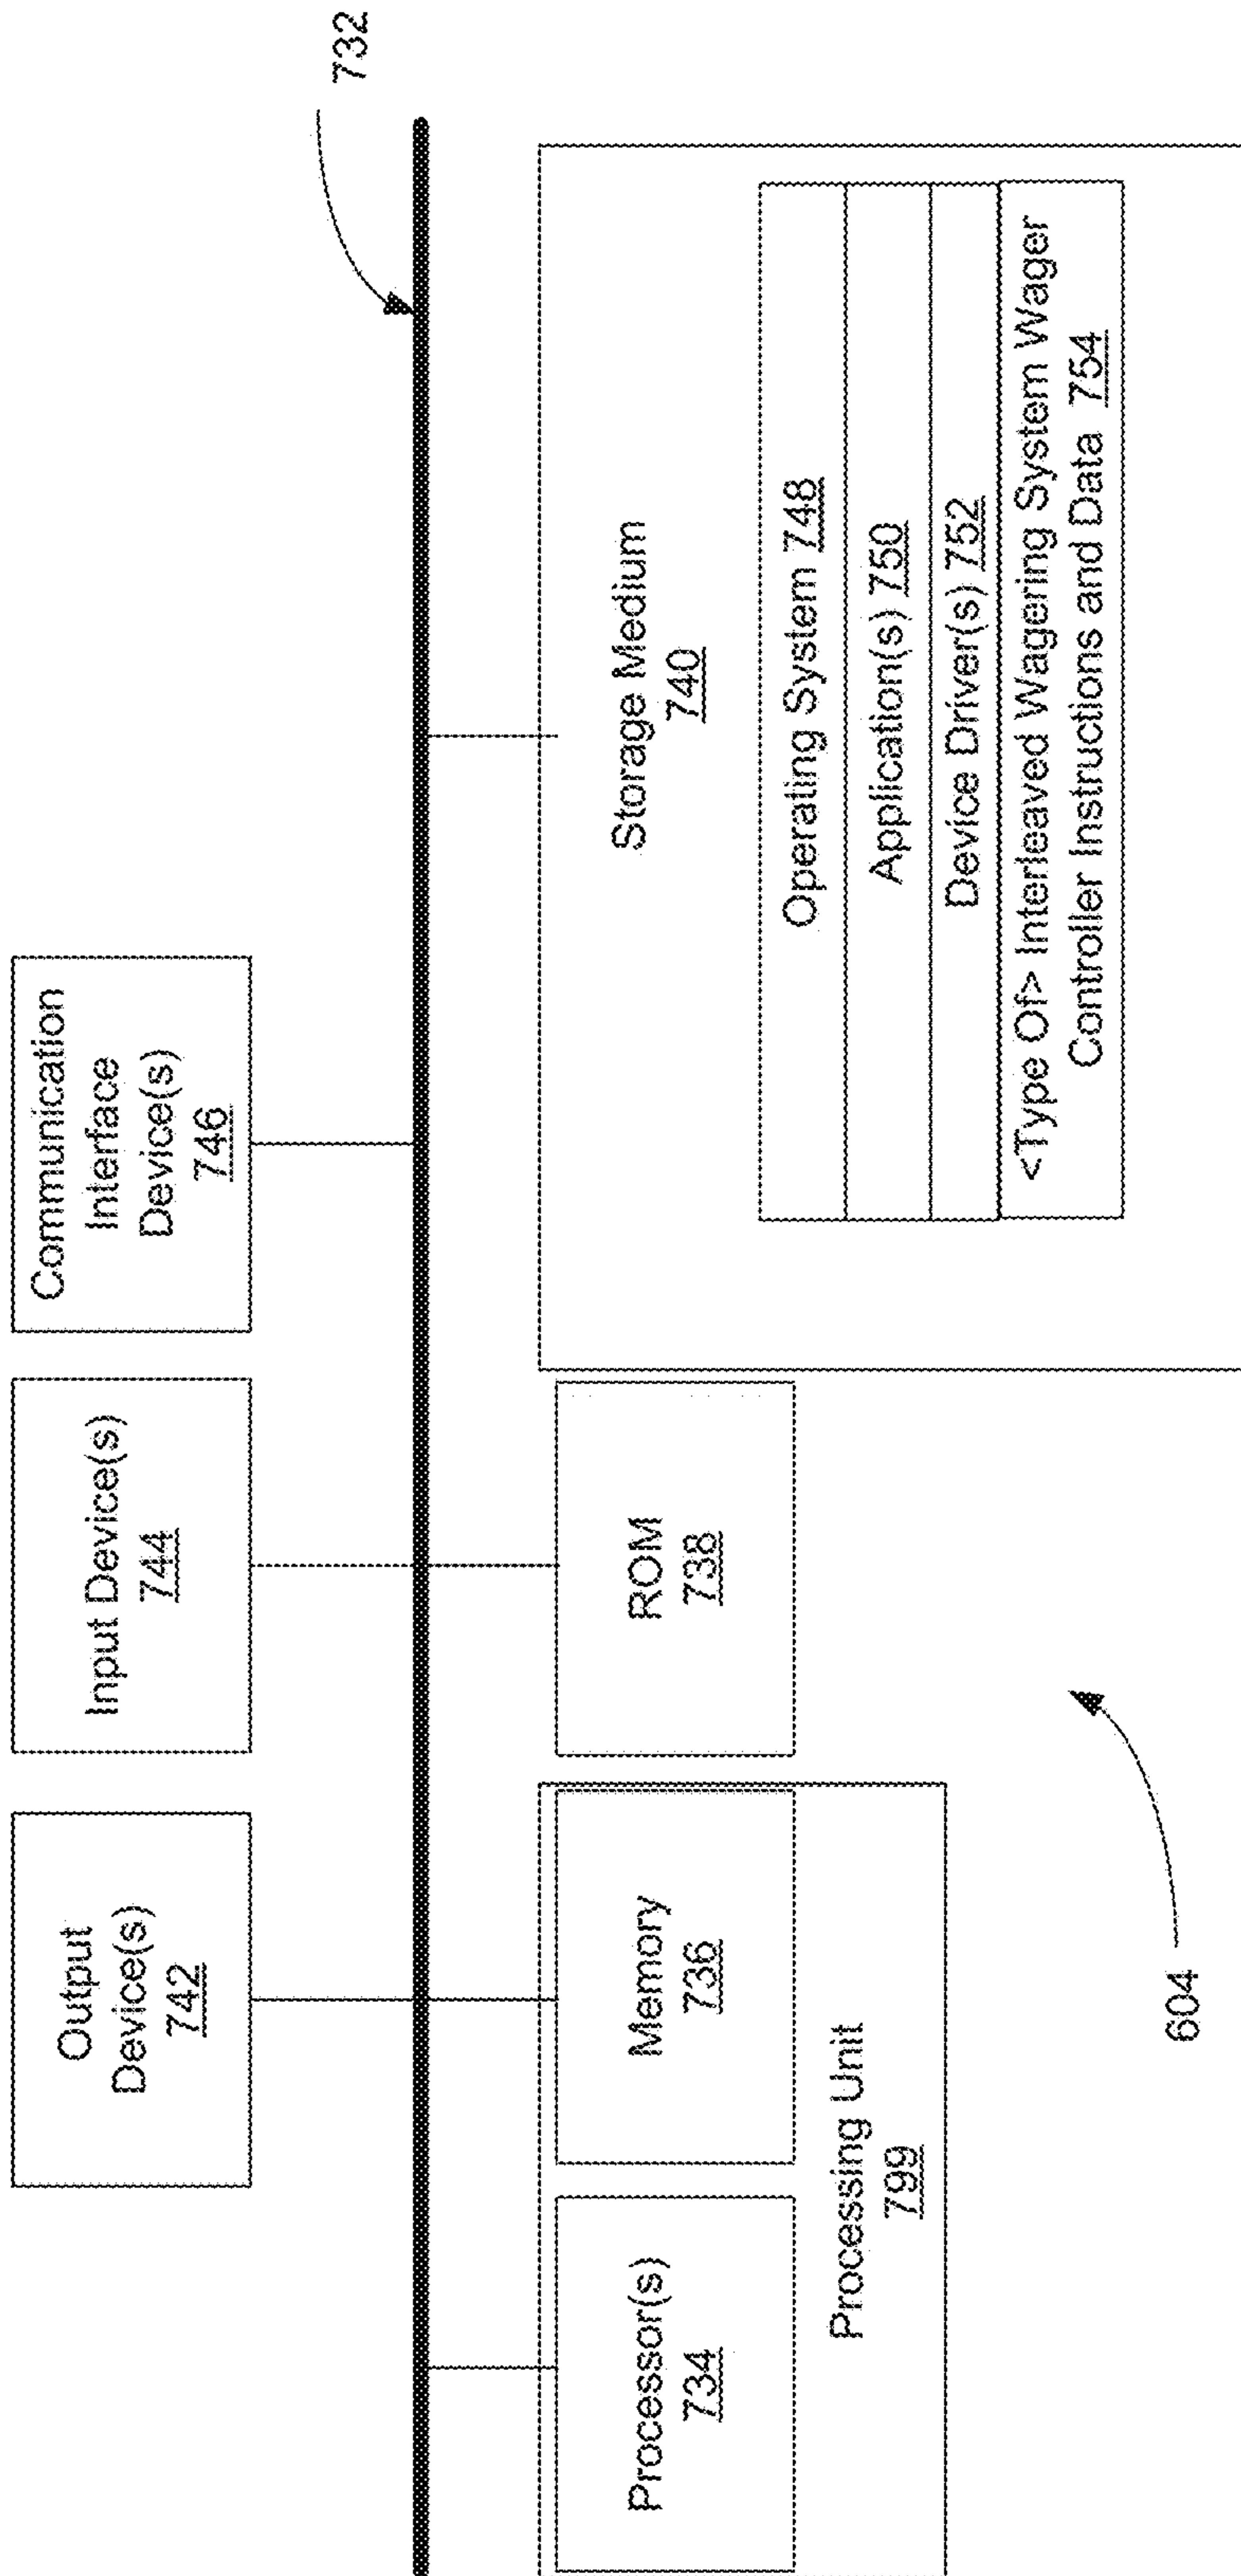 732
Output
Device(s)
742
Input Device(s)
744
Communication
Interface
Device(s)
746
Processor(s)
734
Memory
736
Processing Unit
799
ROM
738
Storage Medium
740
Operating System 748
Application(s) 750
Device Driver(s) 752
<Type Of> Interleaved Wagering System Wager
Controller Instructions and Data 754
604